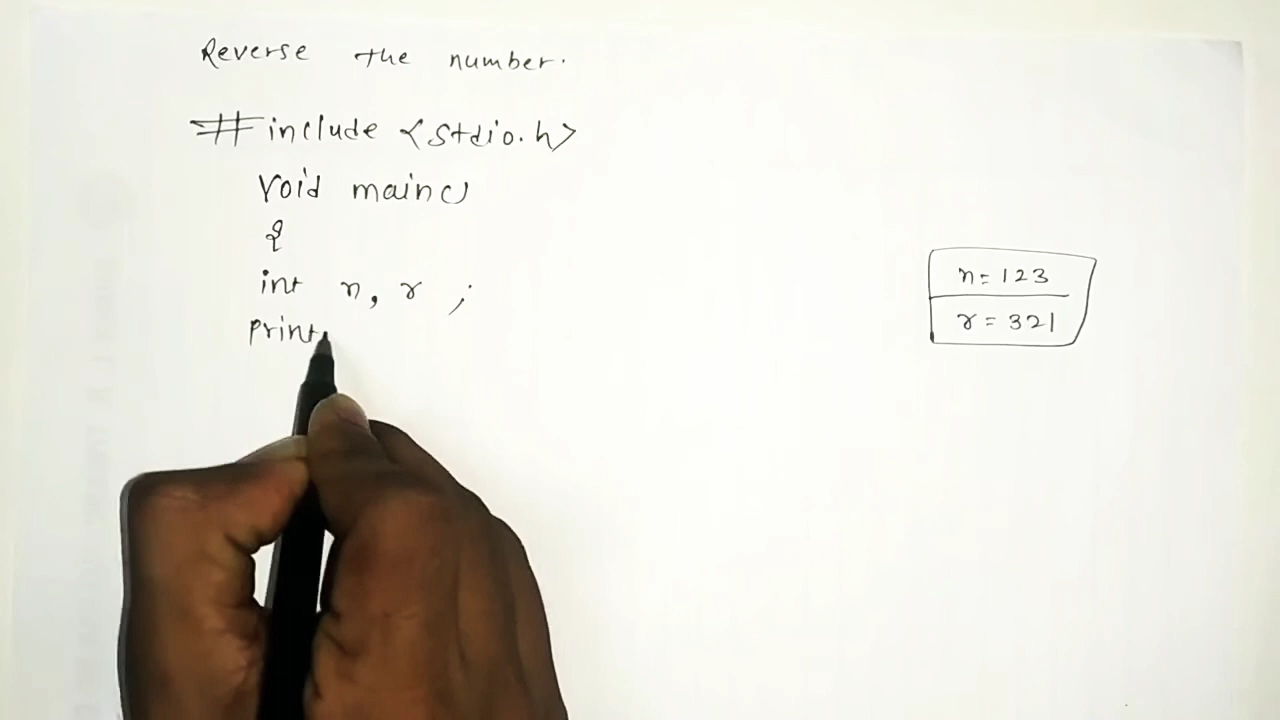 Reverse the number.
#include <stdio.h>
void main()
{
int n, r ;
print
n=123
r=321